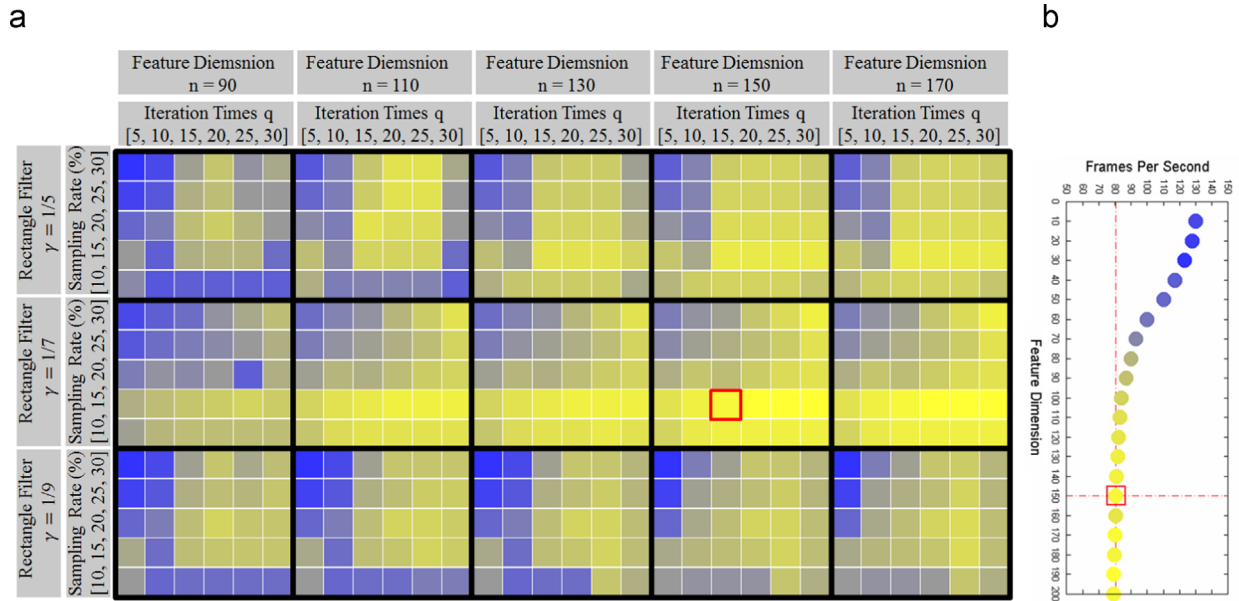 a
b
Feature Diemsnion
n = 90
Feature Diemsnion
n = 110
Feature Diemsnion
n = 130
Feature Diemsnion
n = 150
Feature Diemsnion
n = 170
Iteration Times q
[5, 10, 15, 20, 25, 30]
Iteration Times q
[5, 10, 15, 20, 25, 30]
Iteration Times q
[5, 10, 15, 20, 25, 30]
Iteration Times q
[5, 10, 15, 20, 25, 30]
Iteration Times q
[5, 10, 15, 20, 25, 30]
Rectangle Filter
γ = 1/5
Sampling Rate (%)
[10, 15, 20, 25, 30]
Rectangle Filter
γ = 1/7
Sampling Rate (%)
[10, 15, 20, 25, 30]
Rectangle Filter
γ = 1/9
Sampling Rate (%)
[10, 15, 20, 25, 30]
Frames Per Second
50 60 70 80 90 100 110 120 130 140 150
Feature Dimension
0 10 20 30 40 50 60 70 80 90 100 110 120 130 140 150 160 170 180 190 200